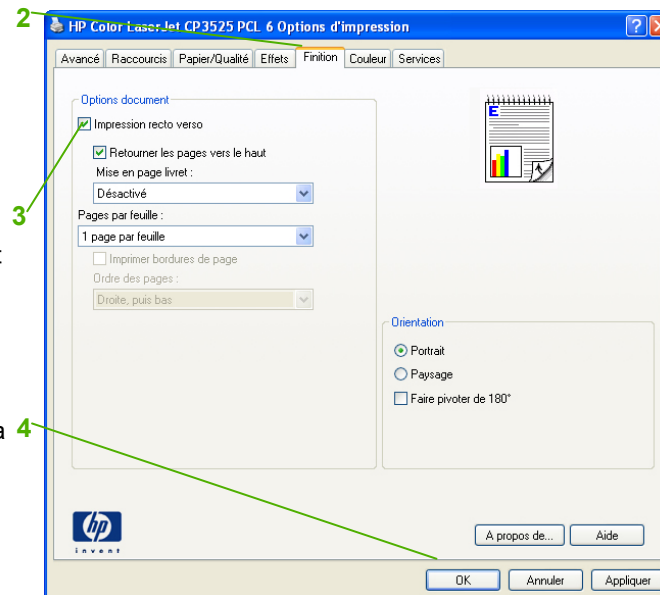 2
HP Color LaserJet CP3525 PCL 6 Options d'impression
Avancé Raccourcis Papier/Qualité Effets Finition Couleur Services
Options document
Impression recto verso
Retourner les pages vers le haut
Mise en page livret :
Désactivé
3
Pages par feuille :
1 page par feuille
Imprimer bordures de page
Ordre des pages :
Droite, puis bas
E
Orientation
Portrait
Paysage
Faire pivoter de 180°
a
4
hp
invent
A propos de... Aide
OK Annuler Appliquer